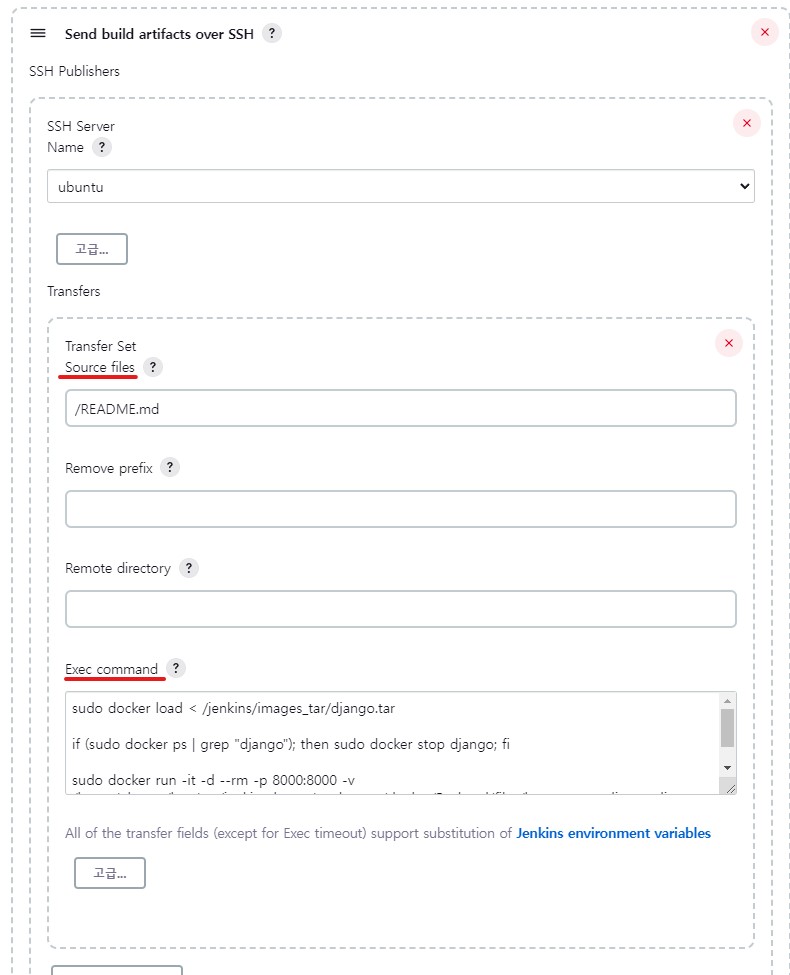 Send build artifacts over SSH ?
SSH Publishers
SSH Server
Name ?
ubuntu
고급...
Transfers
Transfer Set
Source files ?
/README.md
Remove prefix ?
Remote directory ?
Exec command ?
sudo docker load < /jenkins/images_tar/django.tar
if (sudo docker ps | grep "django"); then sudo docker stop django; fi
sudo docker run -it -d --rm -p 8000:8000 -v
All of the transfer fields (except for Exec timeout) support substitution of Jenkins environment variables
고급...